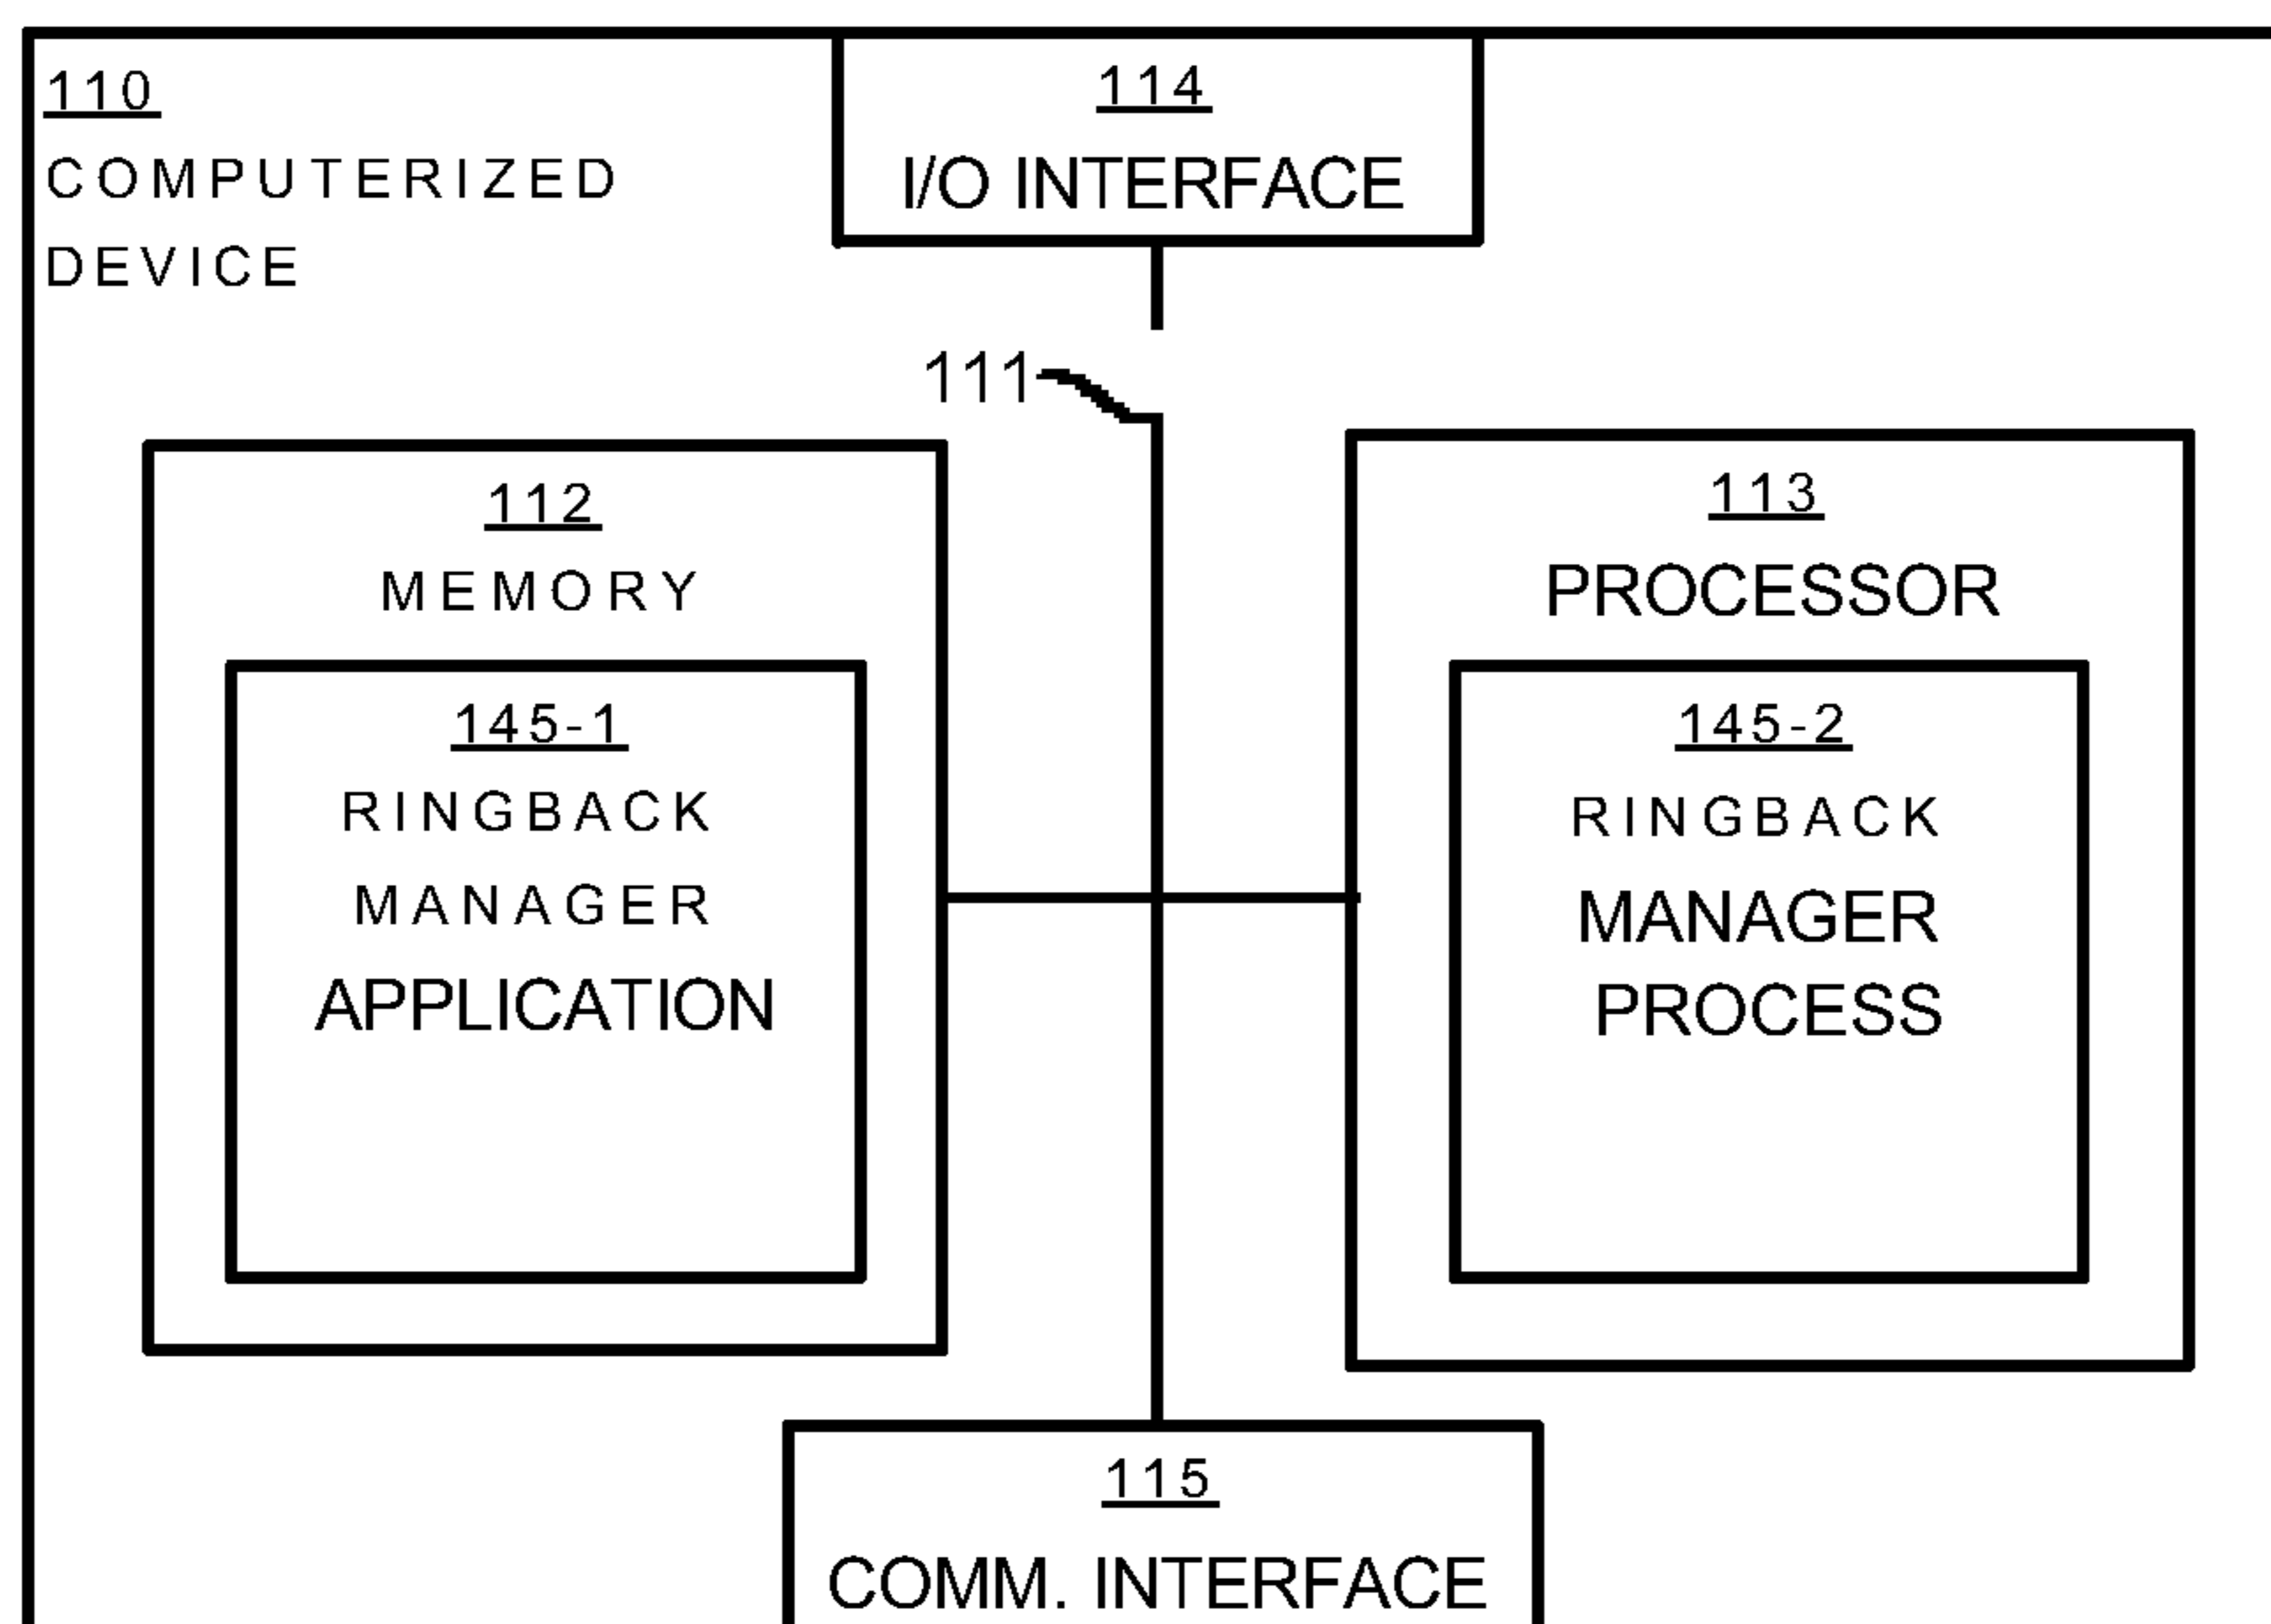 110
COMPUTERIZED
DEVICE
114
I/O INTERFACE
111
112
MEMORY
145-1
RINGBACK
MANAGER
APPLICATION
113
PROCESSOR
145-2
RINGBACK
MANAGER
PROCESS
115
COMM. INTERFACE